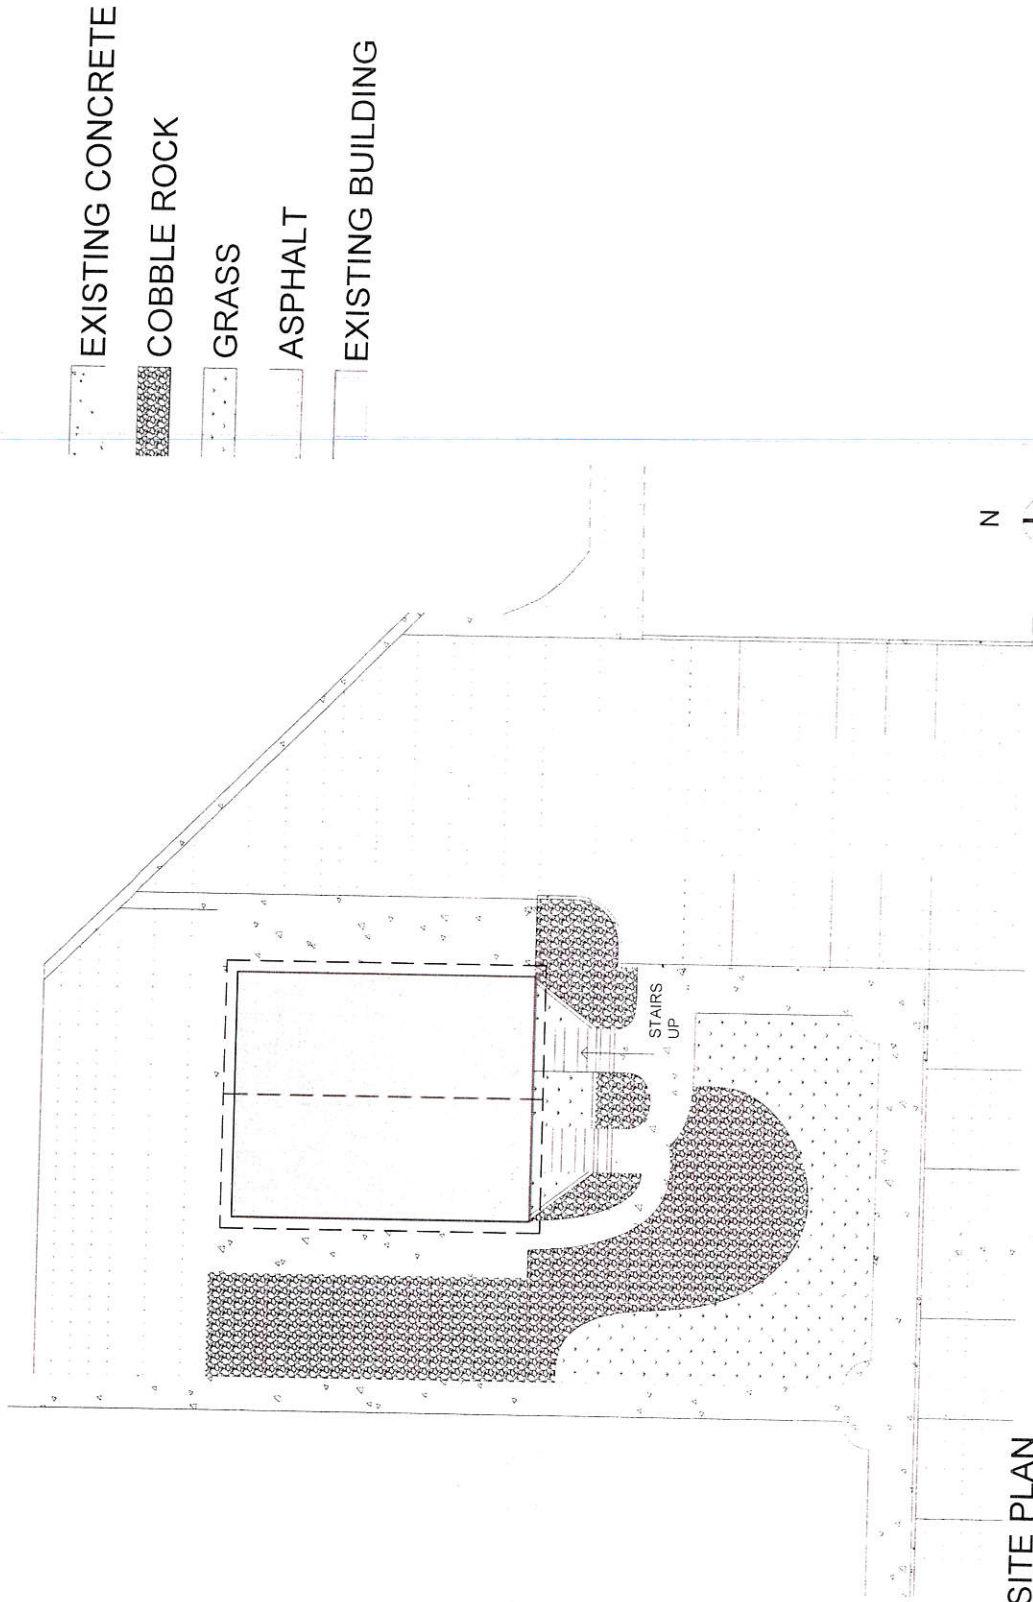 EXISTING CONCRETE
COBBLE ROCK
GRASS
ASPHALT
EXISTING BUILDING
STAIRS
UP
N
SITE PLAN